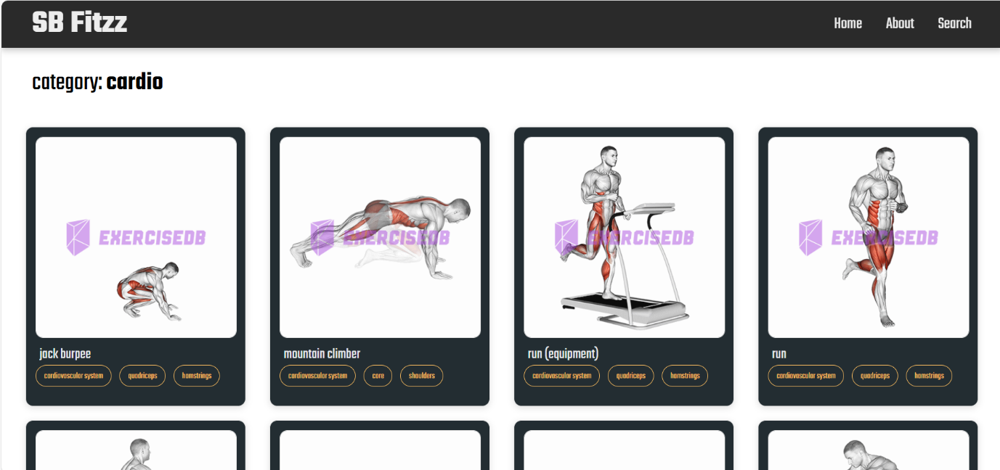 SB Fitzz
Home About Search
category: cardio
EXERCISEDB
EXERCISEDB
EXERCISEDB
EXERCISEDB
jack burpee
cardiovascular system quadriceps hamstrings
mountain climber
cardiovascular system core shoulders
run (equipment)
cardiovascular system quadriceps hamstrings
run
cardiovascular system quadriceps hamstrings